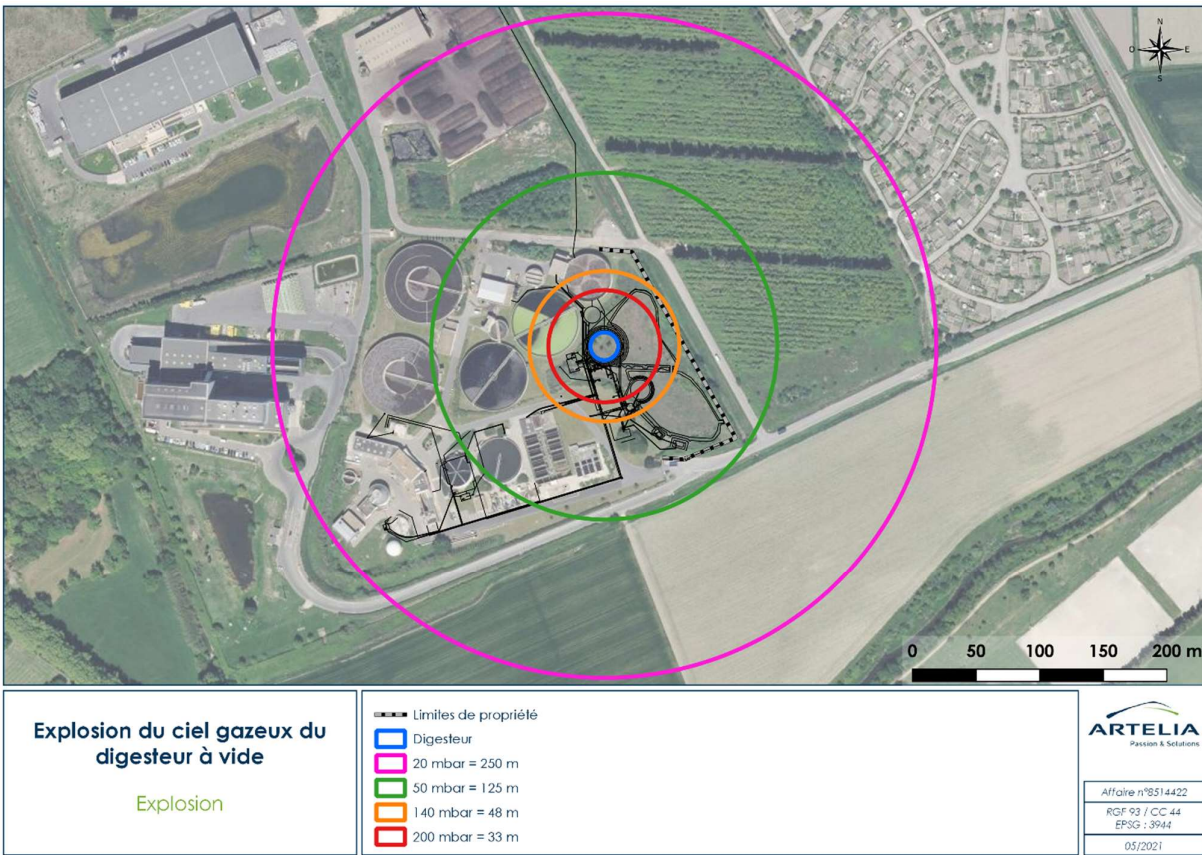 N
O
E
S
0 50 100 150 200 m
Explosion du ciel gazeux du
digesteur à vide
Explosion
Limites de propriété
Digesteur
20 mbar = 250 m
50 mbar = 125 m
140 mbar = 48 m
200 mbar = 33 m
ARTELIA
Passion & Solutions
Affaire n°8514422
RGF 93 / CC 44
EPSG : 3944
05/2021